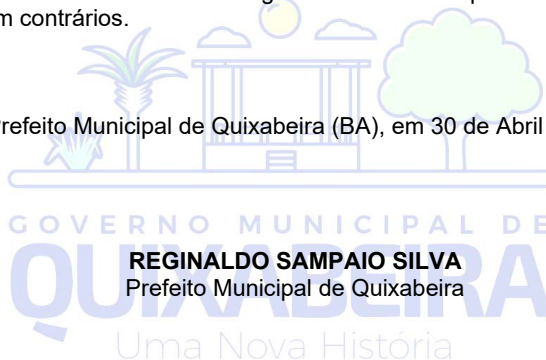 m contrários.
refeito Municipal de Quixabeira (BA), em 30 de Abril
GOVERNO MUNICIPAL DE
QUIXABEIRA
REGINALDO SAMPAIO SILVA
Prefeito Municipal de Quixabeira
Uma Nova História